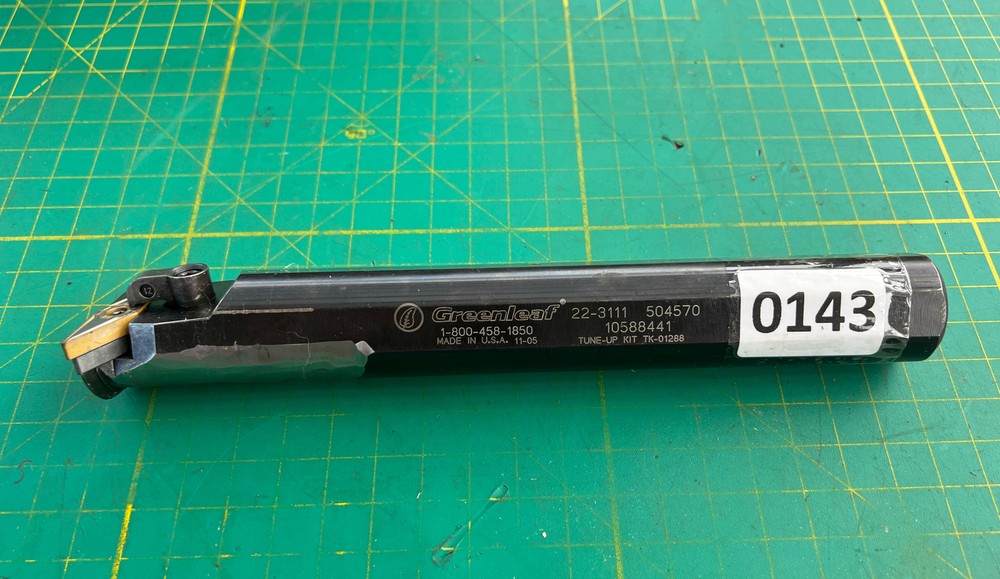 Greenleaf 22-3111 504570
1-800-458-1850 10588441
MADE IN U.S.A. 11-05 TUNE-UP KIT TK-01288
0143